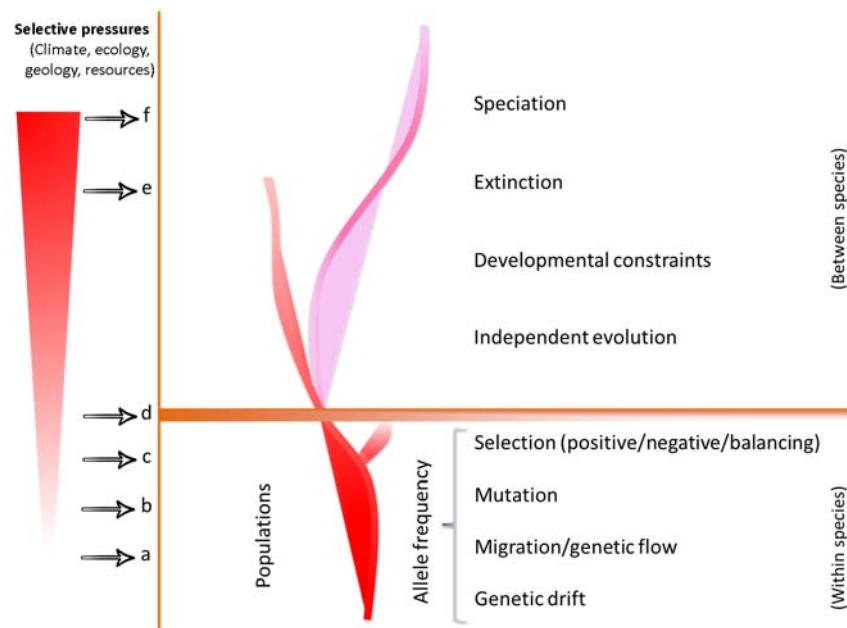 Selective pressures
(Climate, ecology,
geology, resources)
f
e
d
c
b
a
Speciation
Extinction
Developmental constraints
Independent evolution
(Between species)
Populations
Allele frequency
Selection (positive/negative/balancing)
Mutation
Migration/genetic flow
Genetic drift
(Within species)